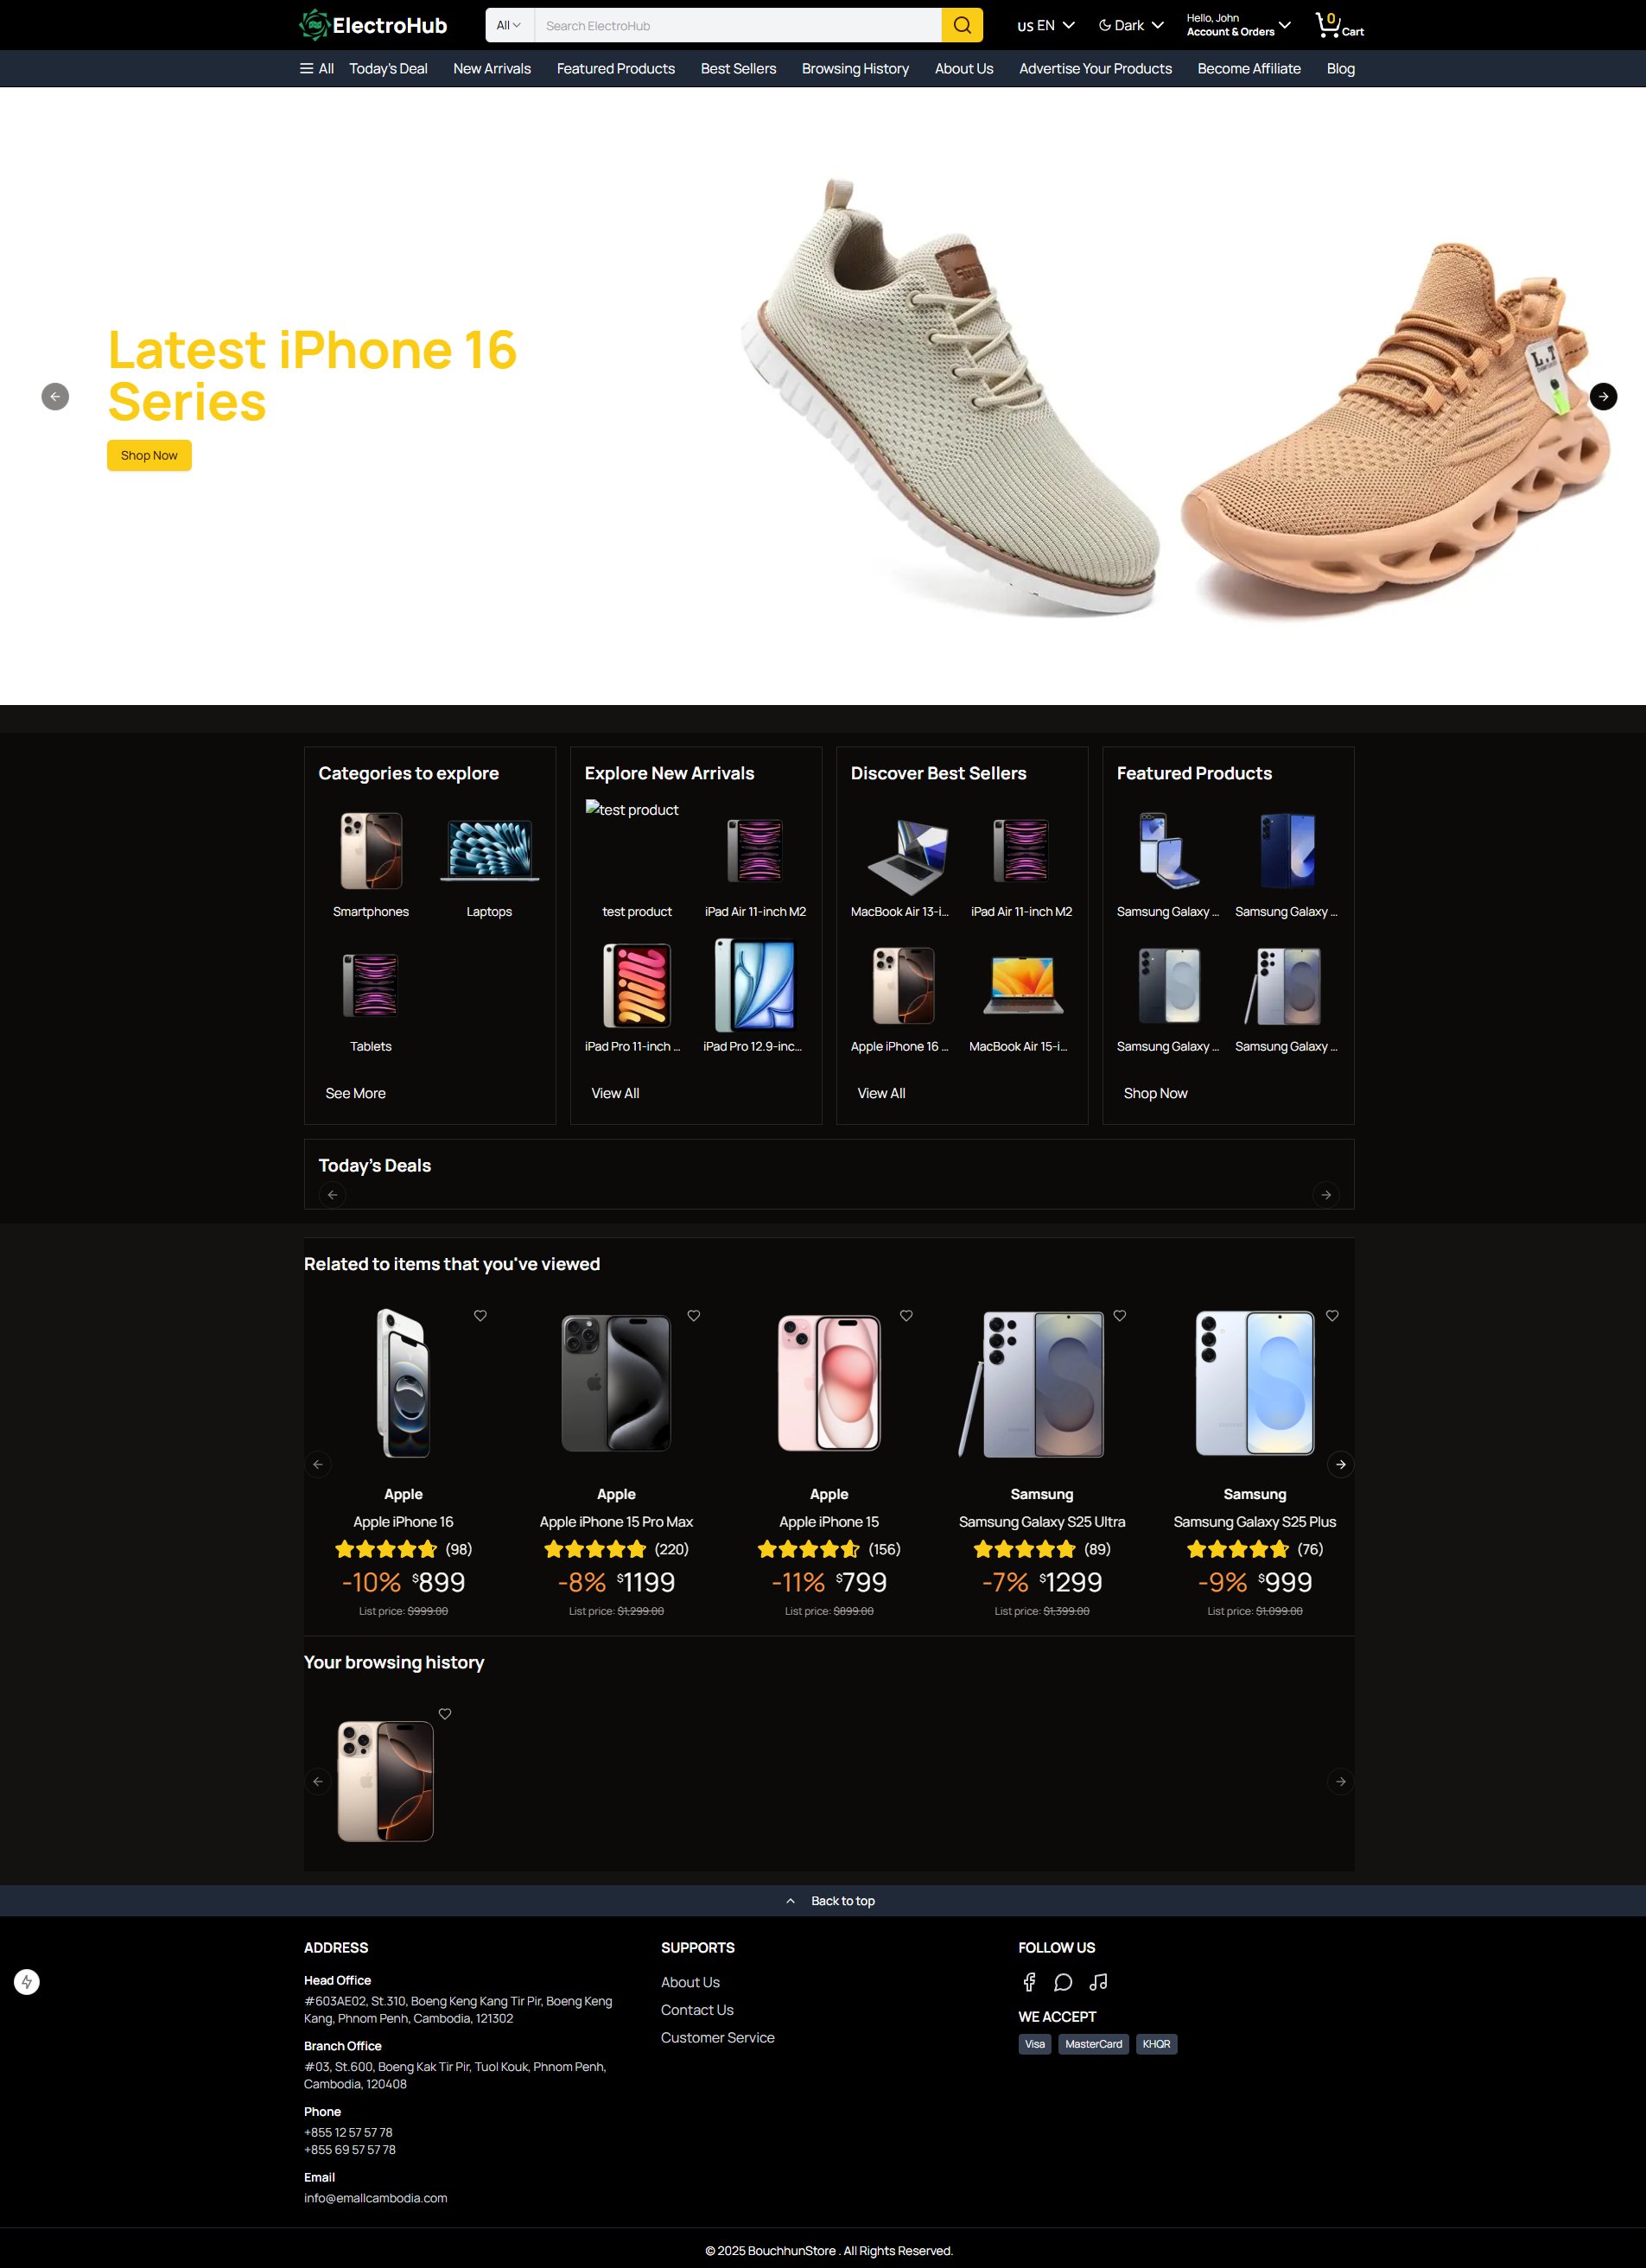 ElectroHub
All
Search ElectroHub
US EN
Dark
Hello, John
Account & Orders
0
Cart
All
Today's Deal
New Arrivals
Featured Products
Best Sellers
Browsing History
About Us
Advertise Your Products
Become Affiliate
Blog
Latest iPhone 16
Series
Shop Now
L.T
Categories to explore
Smartphones
Laptops
Tablets
See More
Explore New Arrivals
test product
test product
iPad Air 11-inch M2
iPad Pro 11-inch ...
iPad Pro 12.9-inc...
View All
Discover Best Sellers
MacBook Air 13-i...
iPad Air 11-inch M2
Apple iPhone 16 ...
MacBook Air 15-i...
View All
Featured Products
Samsung Galaxy ...
Samsung Galaxy ...
Samsung Galaxy ...
Samsung Galaxy ...
Shop Now
Today's Deals
Related to items that you've viewed
Apple
Apple iPhone 16
(98)
-10% $899
List price: $999.00
Apple
Apple iPhone 15 Pro Max
(220)
-8% $1199
List price: $1,299.00
Apple
Apple iPhone 15
(156)
-11% $799
List price: $899.00
Samsung
Samsung Galaxy S25 Ultra
(89)
-7% $1299
List price: $1,399.00
Samsung
Samsung Galaxy S25 Plus
(76)
-9% $999
List price: $1,099.00
Your browsing history
Back to top
ADDRESS
Head Office
#603AE02, St.310, Boeng Keng Kang Tir Pir, Boeng Keng
Kang, Phnom Penh, Cambodia, 121302
Branch Office
#03, St.600, Boeng Kak Tir Pir, Tuol Kouk, Phnom Penh,
Cambodia, 120408
Phone
+855 12 57 57 78
+855 69 57 57 78
Email
info@emallcambodia.com
SUPPORTS
About Us
Contact Us
Customer Service
FOLLOW US
WE ACCEPT
Visa
MasterCard
KHQR
© 2025 BouchhunStore . All Rights Reserved.